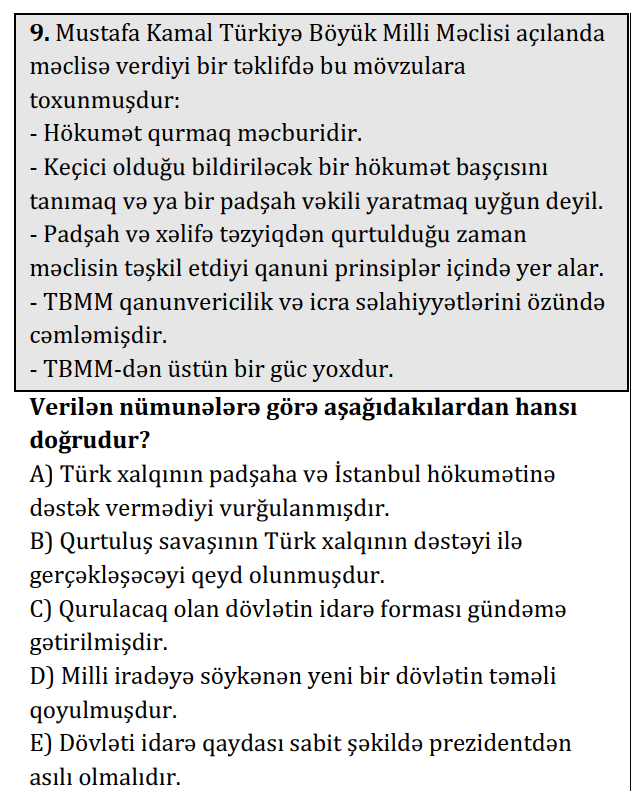 9. Mustafa Kamal Türkiyə Böyük Milli Məclisi açılanda
məclisə verdiyi bir təklifdə bu mövzulara
toxunmuşdur:
- Hökumət qurmaq məcburidir.
- Keçici olduğu bildiriləcək bir hökumət başçısını
tanımaq və ya bir padşah vəkili yaratmaq uyğun deyil.
- Padşah və xəlifə təzyiqdən qurtulduğu zaman
məclisin təşkil etdiyi qanuni prinsiplər içində yer alar.
- TBMM qanunvericilik və icra səlahiyyətlərini özündə
cəmləmişdir.
- TBMM-dən üstün bir güc yoxdur.
Verilən nümunələrə görə aşağıdakılardan hansı
doğrudur?
A) Türk xalqının padşaha və İstanbul hökumətinə
dəstək vermədiyi vurğulanmışdır.
B) Qurtuluş savaşının Türk xalqının dəstəyi ilə
gerçəkləşəcəyi qeyd olunmuşdur.
C) Qurulacaq olan dövlətin idarə forması gündəmə
gətirilmişdir.
D) Milli iradəyə söykənən yeni bir dövlətin təməli
qoyulmuşdur.
E) Dövləti idarə qaydası sabit şəkildə prezidentdən
asılı olmalıdır.